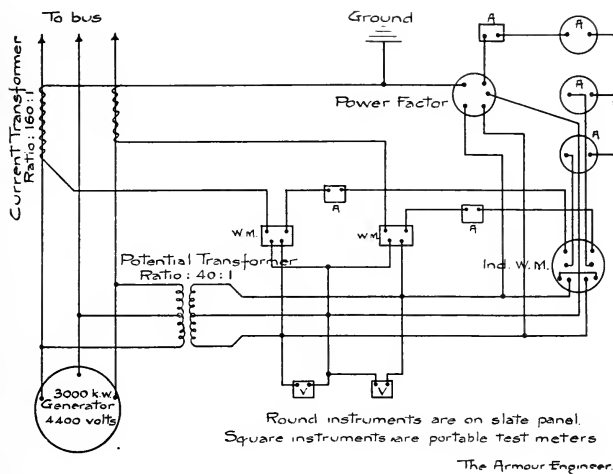 To bus
Ground
A
A
Current Transformer
Ratio: 160:1
Power Factor
A
A
A
W.M.
W.M.
A
Potential Transformer
Ratio: 40:1
Ind. W.M.
3000 k.w.
Generator
4400 volts
V
V
Round instruments are on slate panel.
Square instruments are portable test meters
The Armour Engineer.